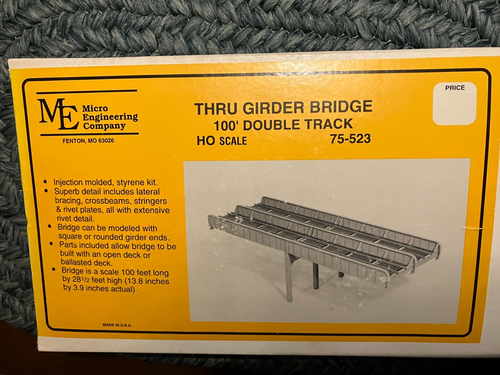 PRICE
ME Micro
Engineering
Company
FENTON, MO 63026
THRU GIRDER BRIDGE
100' DOUBLE TRACK
HO SCALE 75-523
• Injection molded, styrene kit.
• Superb detail includes lateral
bracing, crossbeams, stringers
& rivet plates, all with extensive
rivet detail.
• Bridge can be modeled with
square or rounded girder ends.
• Parts included allow bridge to be
built with an open deck or
ballasted deck.
• Bridge is a scale 100 feet long
by 28 1/2 feet high (13.8 inches
by 3.9 inches actual).
MADE IN U.S.A.